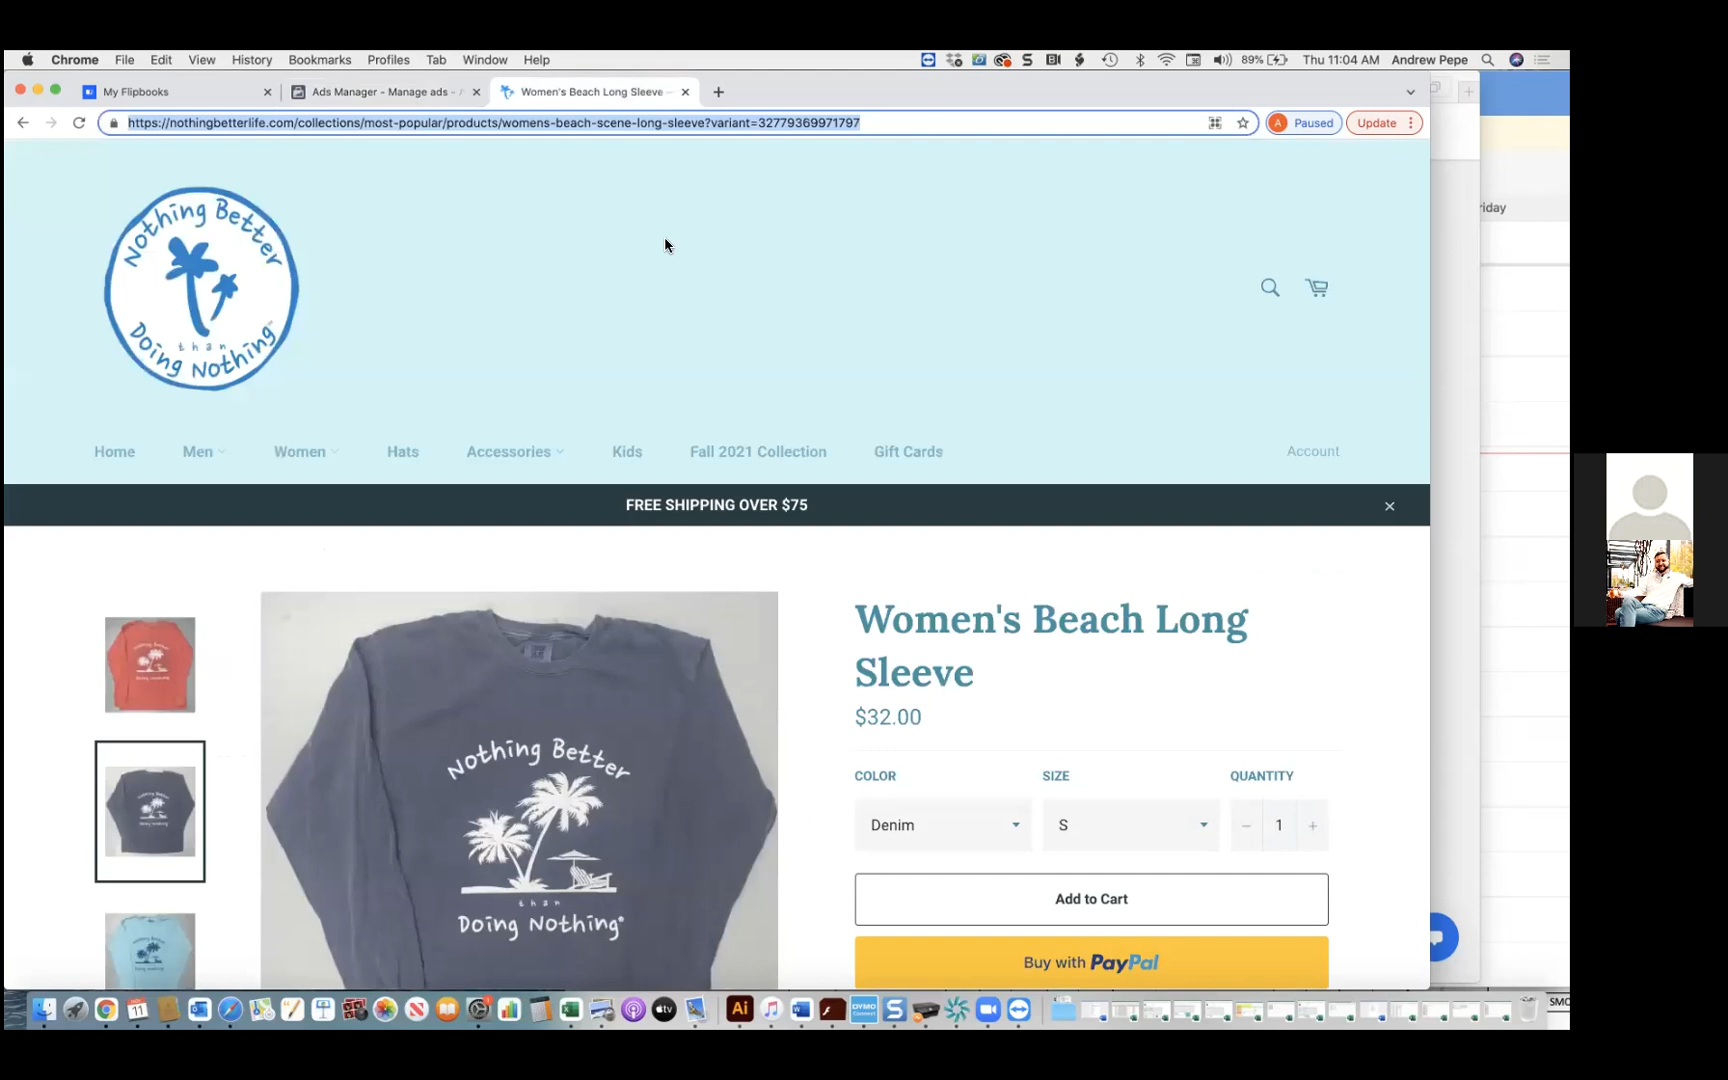 Chrome File Edit View History Bookmarks Profiles Tab Window Help 89% Thu 11:04 AM Andrew Pepe
My Flipbookks Ads Manager - Manage ads - Women's Beach Long Sleeve
https://nothingbetterlife.com/collections/most-popular/products/womens-beach-scene-long-sleeve?variant=32779369971797 A Paused Update
riday
Nothing Better
than
Doing Nothing
Home Men Women Hats Accessories Kids Fall 2021 Collection Gift Cards Account
FREE SHIPPING OVER $75
Women's Beach Long
Sleeve
$32.00
COLOR SIZE QUANTITY
Denim S 1
Add to Cart
Buy with PayPal
Nothing Better
than
Doing Nothing